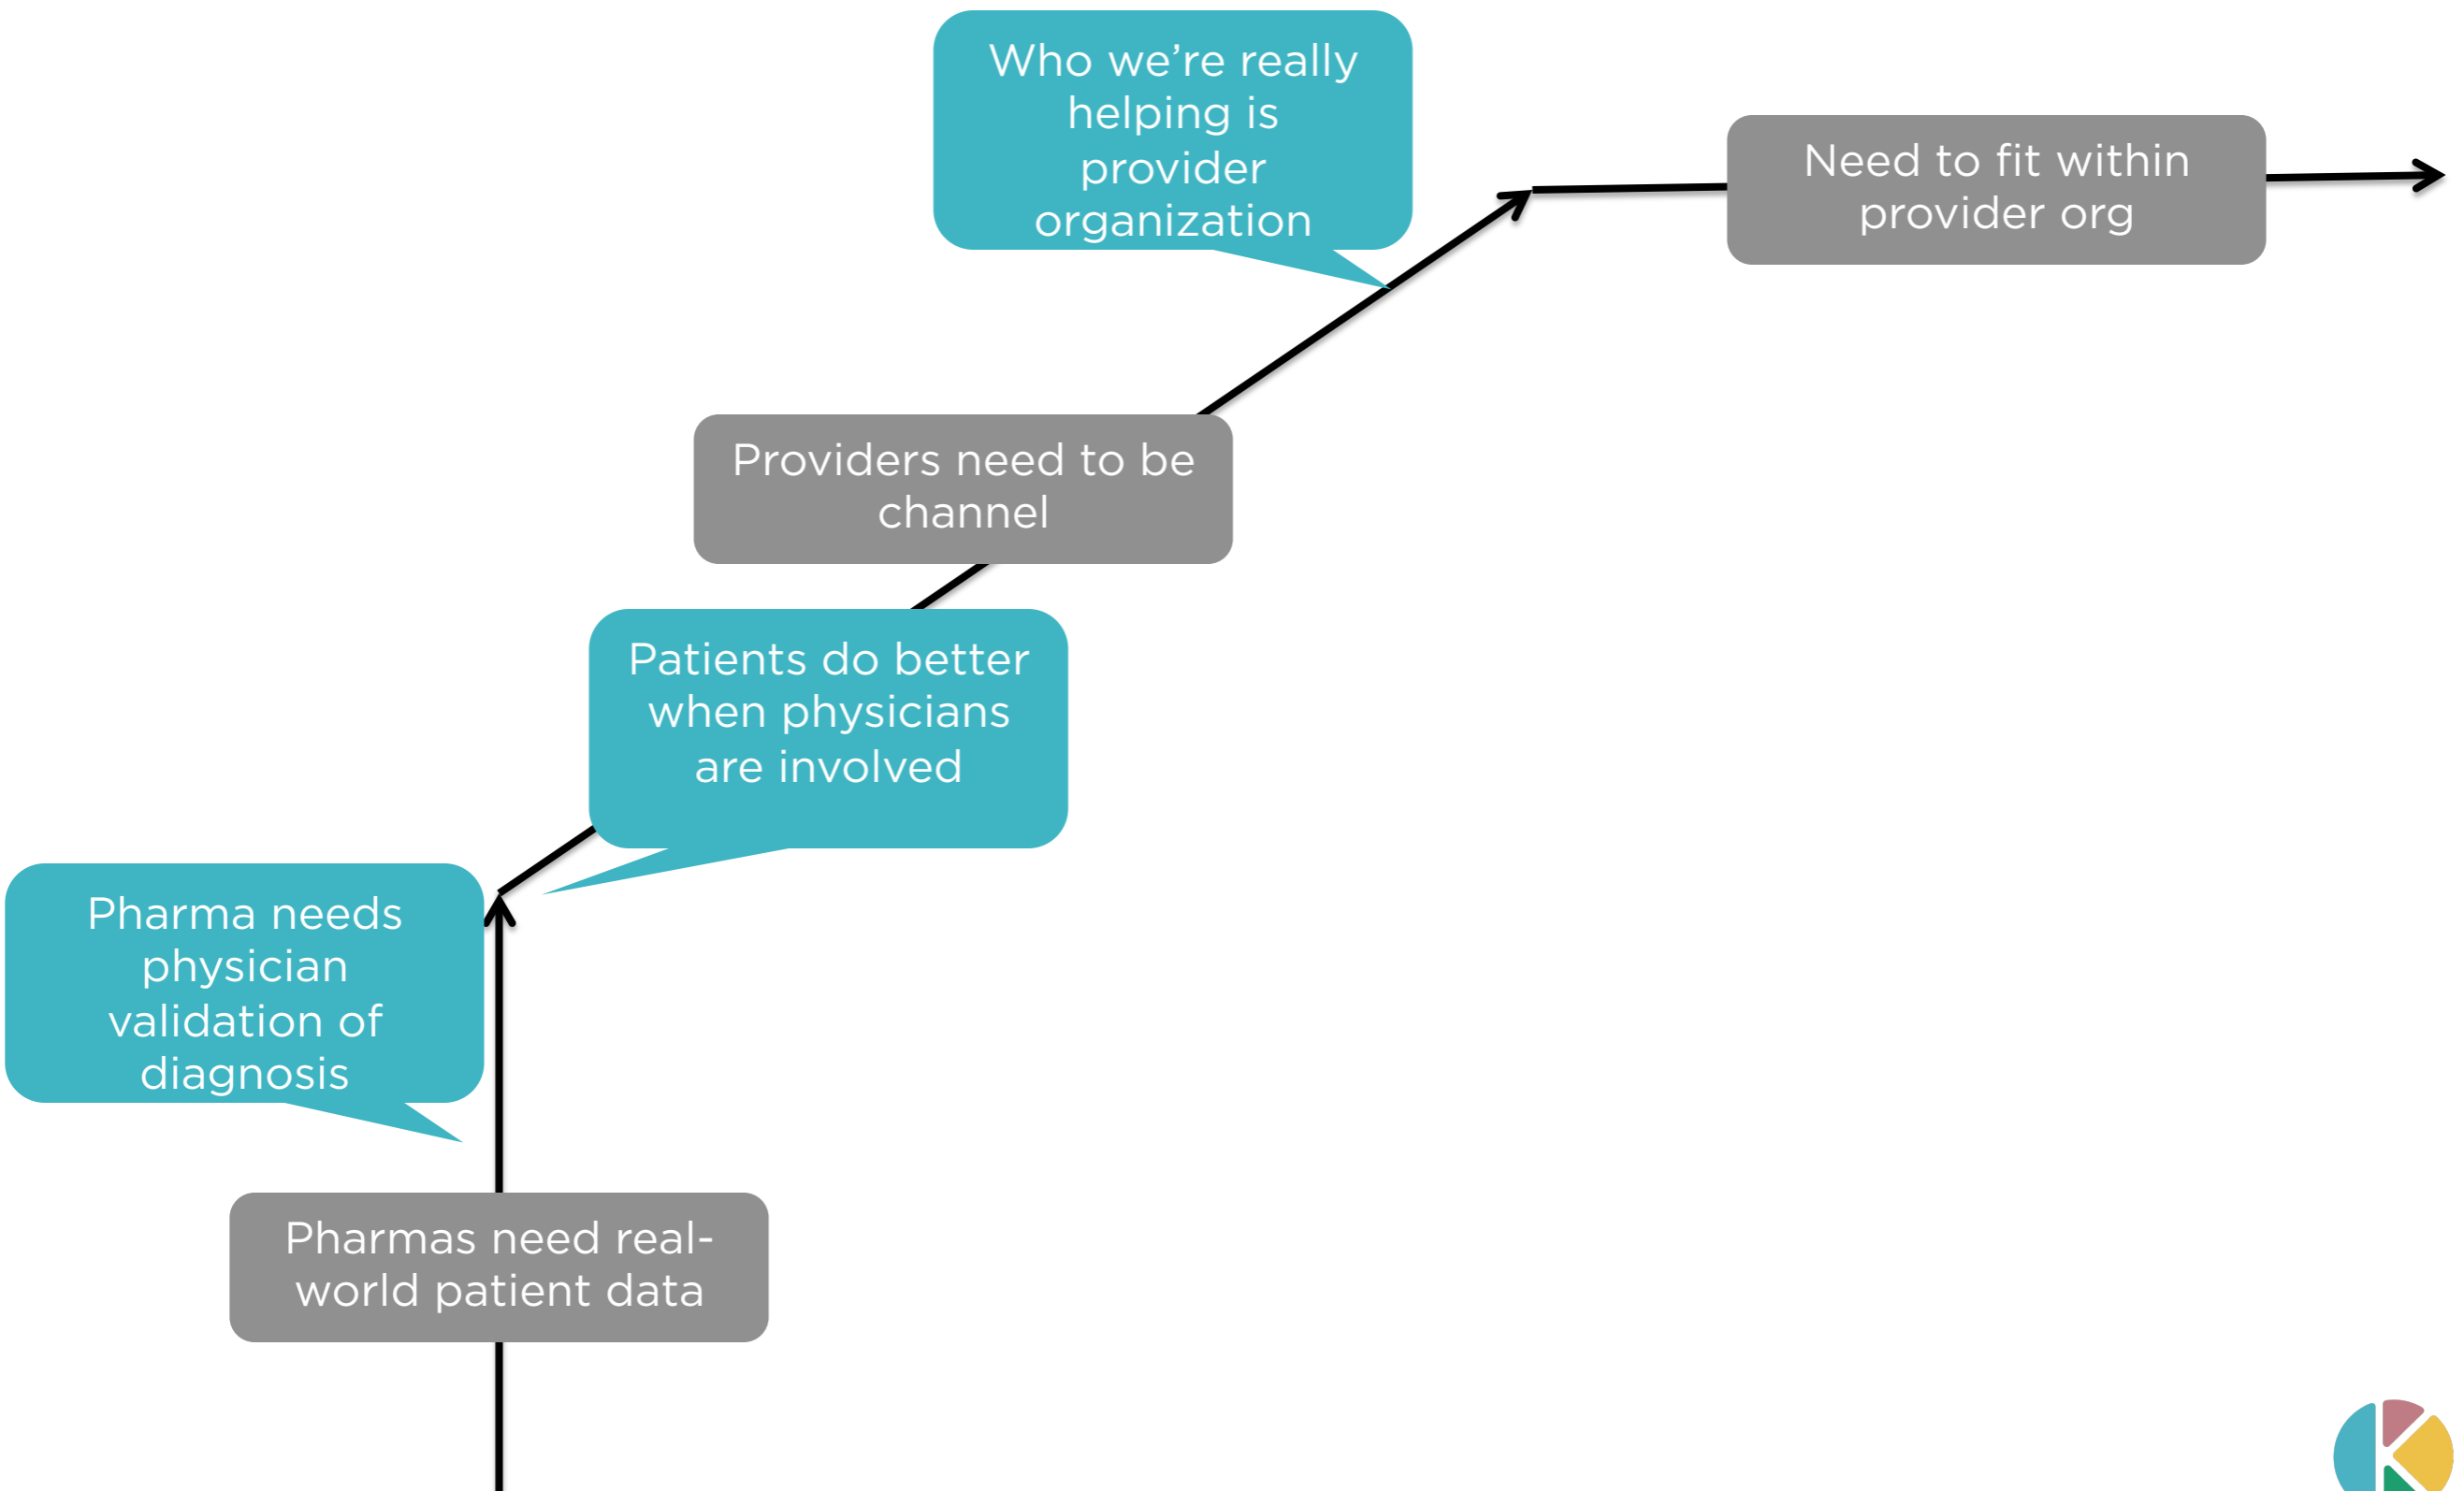 Who we’re really
helping is
provider
organization
Need to fit within
provider org
Providers need to be
channel
Patients do better
when physicians
are involved
Pharma needs
physician
validation of
diagnosis
Pharmas need real-
world patient data